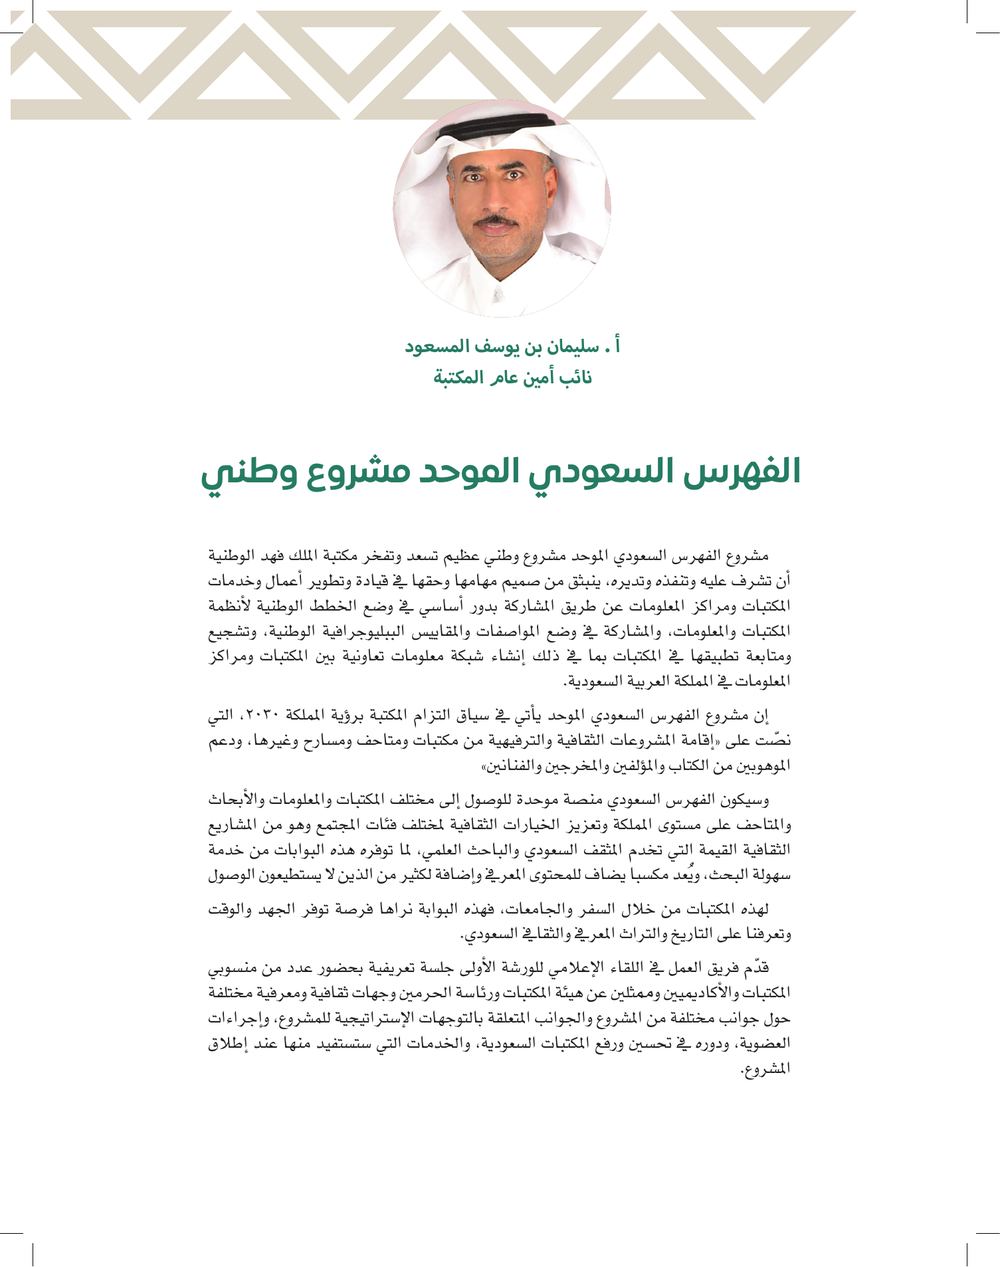 أ . سليمان بن يوسف المسعود
نائب أمين عام المكتبة
الفهرس السعودي الموحد مشروع وطني
مشروع الفهرس السعودي الموحد مشروع وطني عظيم تسعد وتفخر مكتبة الملك فهد الوطنية
أن تشرف عليه وتنفذه وتديره، ينبثق من صميم مهامها وحقها في قيادة وتطوير أعمال وخدمات
المكتبات ومراكز المعلومات عن طريق المشاركة بدور أساسي في وضع الخطط الوطنية لأنظمة
المكتبات والمعلومات، والمشاركة في وضع المواصفات والمقاييس الببليوجرافية الوطنية، وتشجيع
ومتابعة تطبيقها في المكتبات بما في ذلك إنشاء شبكة معلومات تعاونية بين المكتبات ومراكز
المعلومات في المملكة العربية السعودية.
إن مشروع الفهرس السعودي الموحد يأتي في سياق التزام المكتبة برؤية المملكة ٢٠٣٠، التي
نصّت على «إقامة المشروعات الثقافية والترفيهية من مكتبات ومتاحف ومسارح وغيرها، ودعم
الموهوبين من الكتاب والمؤلفين والمخرجين والفنانين»
وسيكون الفهرس السعودي منصة موحدة للوصول إلى مختلف المكتبات والمعلومات والأبحاث
والمتاحف على مستوى المملكة وتعزيز الخيارات الثقافية لمختلف فئات المجتمع وهو من المشاريع
الثقافية القيمة التي تخدم المثقف السعودي والباحث العلمي، لما توفره هذه البوابات من خدمة
سهولة البحث، ويُعد مكسبا يضاف للمحتوى المعرفي وإضافة لكثير من الذين لا يستطيعون الوصول
لهذه المكتبات من خلال السفر والجامعات، فهذه البوابة نراها فرصة توفر الجهد والوقت
وتعرفنا على التاريخ والتراث المعرفي والثقافي السعودي.
قدّم فريق العمل في اللقاء الإعلامي للورشة الأولى جلسة تعريفية بحضور عدد من منسوبي
المكتبات والأكاديميين وممثلين عن هيئة المكتبات ورئاسة الحرمين وجهات ثقافية ومعرفية مختلفة
حول جوانب مختلفة من المشروع والجوانب المتعلقة بالتوجهات الإستراتيجية للمشروع، وإجراءات
العضوية، ودوره في تحسين ورفع المكتبات السعودية، والخدمات التي ستستفيد منها عند إطلاق
المشروع.